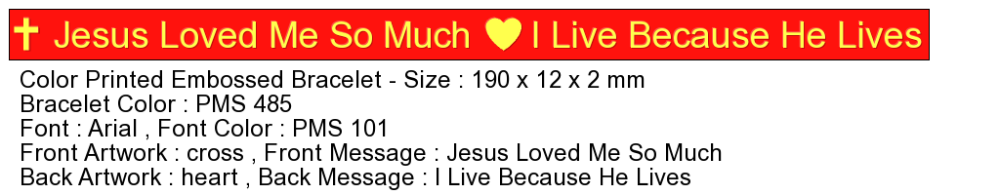 Jesus Loved Me So Much I Live Because He Lives
Color Printed Embossed Bracelet - Size : 190 x 12 x 2 mm
Bracelet Color : PMS 485
Font : Arial , Font Color : PMS 101
Front Artwork : cross , Front Message : Jesus Loved Me So Much
Back Artwork : heart , Back Message : I Live Because He Lives